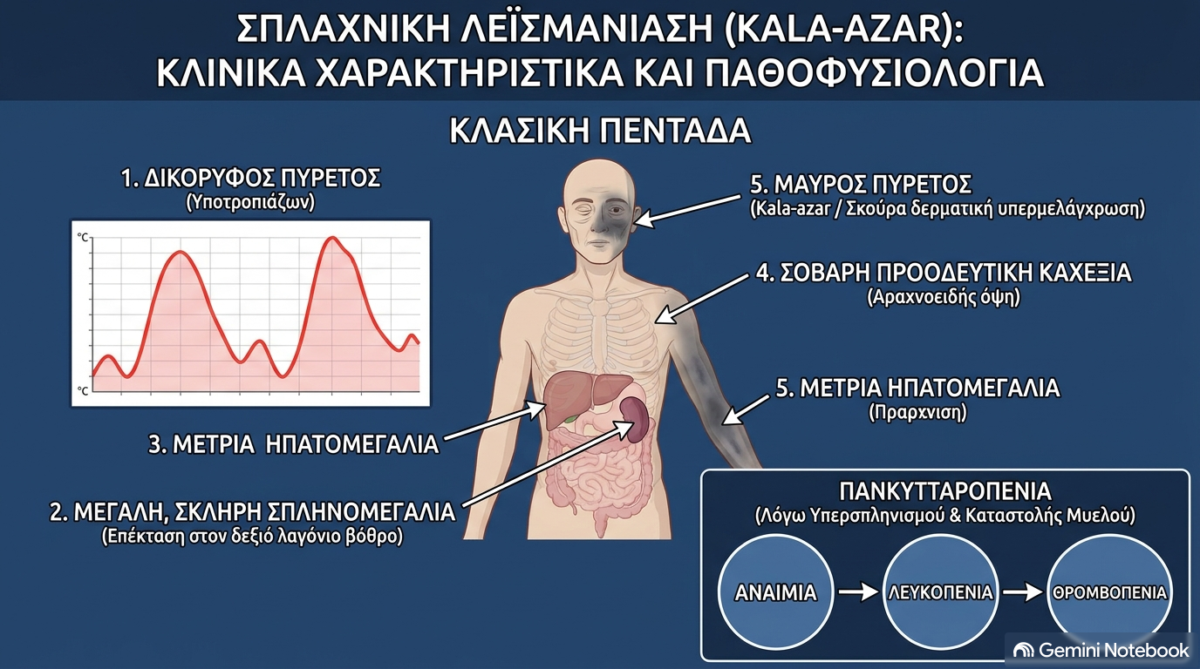 ΣΠΛΑΧΝΙΚΗ ΛΕΪΣΜΑΝΙΑΣΗ (KALA-AZAR):
ΚΛΙΝΙΚΑ ΧΑΡΑΚΤΗΡΙΣΤΙΚΑ ΚΑΙ ΠΑΘΟΦΥΣΙΟΛΟΓΙΑ
ΚΛΑΣΙΚΗ ΠΕΝΤΑΔΑ
1. ΔΙΚΟΡΥΦΟΣ ΠΥΡΕΤΟΣ
(Υποτροπιάζων)
°C
°C
5. ΜΑΥΡΟΣ ΠΥΡΕΤΟΣ
(Kala-azar / Σκούρα δερματική υπερμελάγχρωση)
4. ΣΟΒΑΡΗ ΠΡΟΟΔΕΥΤΙΚΗ ΚΑΧΕΞΙΑ
(Αραχνοειδής όψη)
5. ΜΕΤΡΙΑ ΗΠΑΤΟΜΕΓΑΛΙΑ
(Πραρχνιση)
3. ΜΕΤΡΙΑ ΗΠΑΤΟΜΕΓΑΛΙΑ
2. ΜΕΓΑΛΗ, ΣΚΛΗΡΗ ΣΠΛΗΝΟΜΕΓΑΛΙΑ
(Επέκταση στον δεξιό λαγόνιο βόθρο)
ΠΑΝΚΥΤΤΑΡΟΠΕΝΙΑ
(Λόγω Υπερσπληνισμού & Καταστολής Μυελού)
ΑΝΑΙΜΙΑ
ΛΕΥΚΟΠΕΝΙΑ
ΘΡΟΜΒΟΠΕΝΙΑ
Gemini Notebook